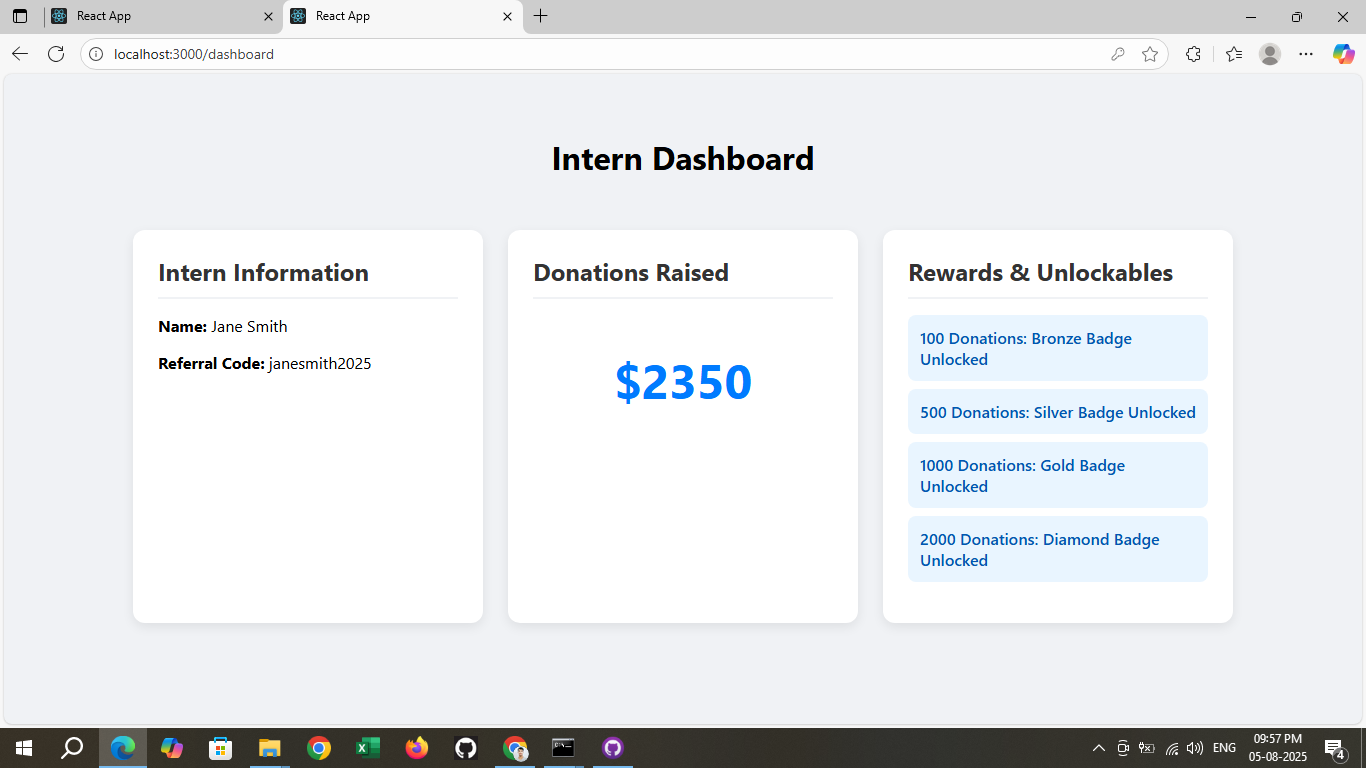 React App
React App
localhost:3000/dashboard
Intern Dashboard
Intern Information
Name: Jane Smith
Referral Code: janesmith2025
Donations Raised
$2350
Rewards & Unlockables
100 Donations: Bronze Badge
Unlocked
500 Donations: Silver Badge Unlocked
1000 Donations: Gold Badge
Unlocked
2000 Donations: Diamond Badge
Unlocked
ENG
09:57 PM
05-08-2025
4